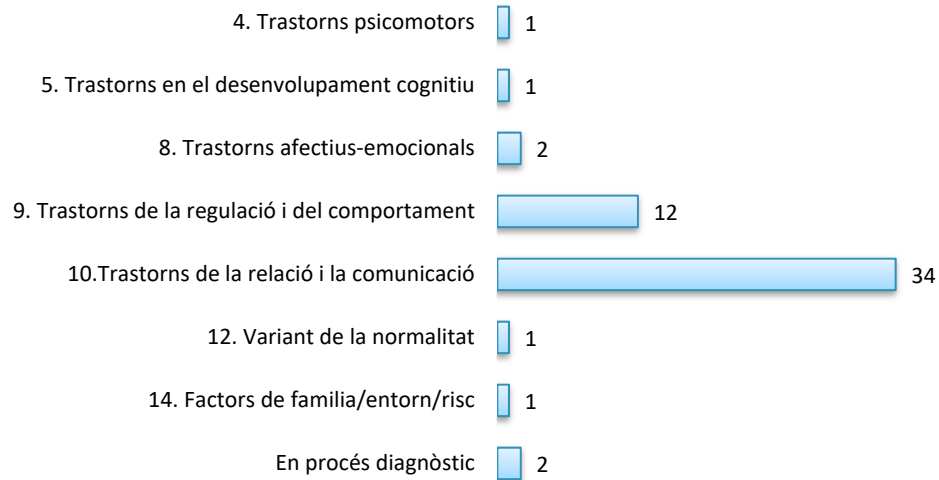 4. Trastorns psicomotors 1
5. Trastorns en el desenvolupament cognitiu 1
8. Trastorns afectius-emocionals 2
9. Trastorns de la regulació i del comportament 12
10.Trastorns de la relació i la comunicació 34
12. Variant de la normalitat 1
14. Factors de familia/entorn/risc 1
En procés diagnòstic 2